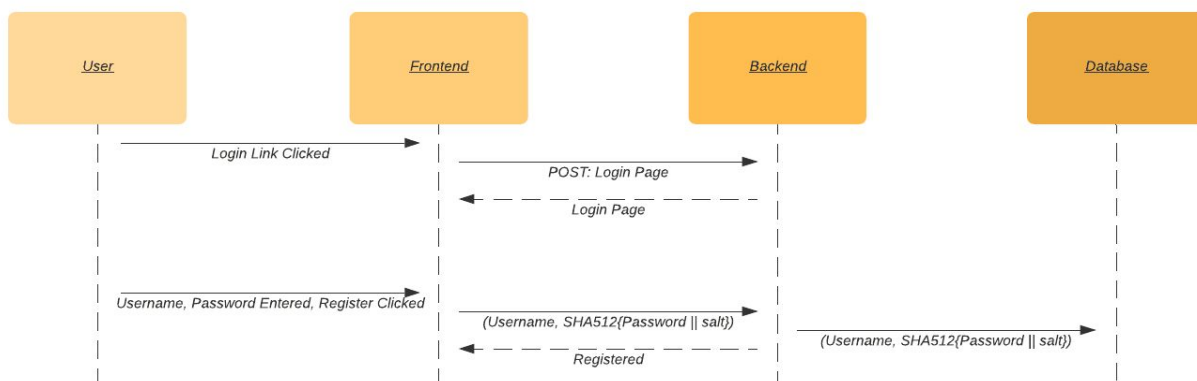 User
Frontend
Backend
Database
Login Link Clicked
POST: Login Page
Login Page
Username, Password Entered, Register Clicked
(Username, SHA512{Password || salt})
(Username, SHA512{Password || salt})
Registered